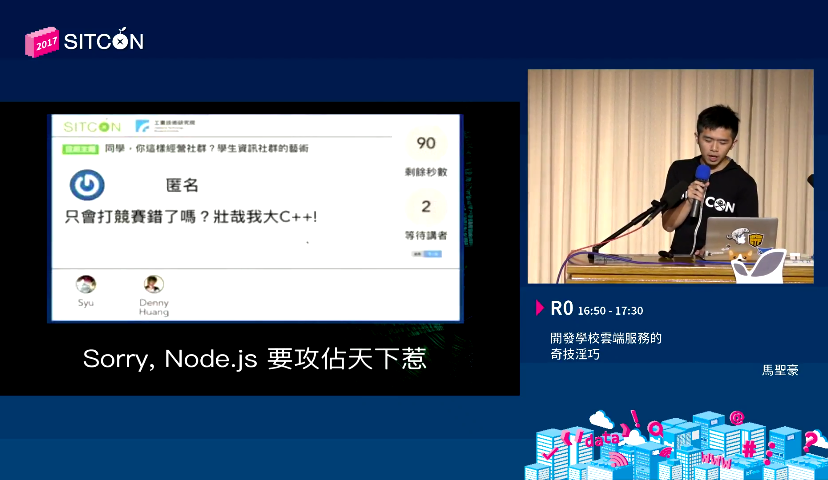 2017 SITCON
SITCON 工業技術研究院
同學，你這樣經營社群？學生資訊社群的藝術
90
剩餘秒數
匿名
只會打競賽錯了嗎？壯哉我大C++!
2
等待講者
Syu
Denny
Huang
Sorry, Node.js 要攻佔天下惹
R0 16:50 - 17:30
開發學校雲端服務的
奇技淫巧
馬聖豪
data
@
www
#
?